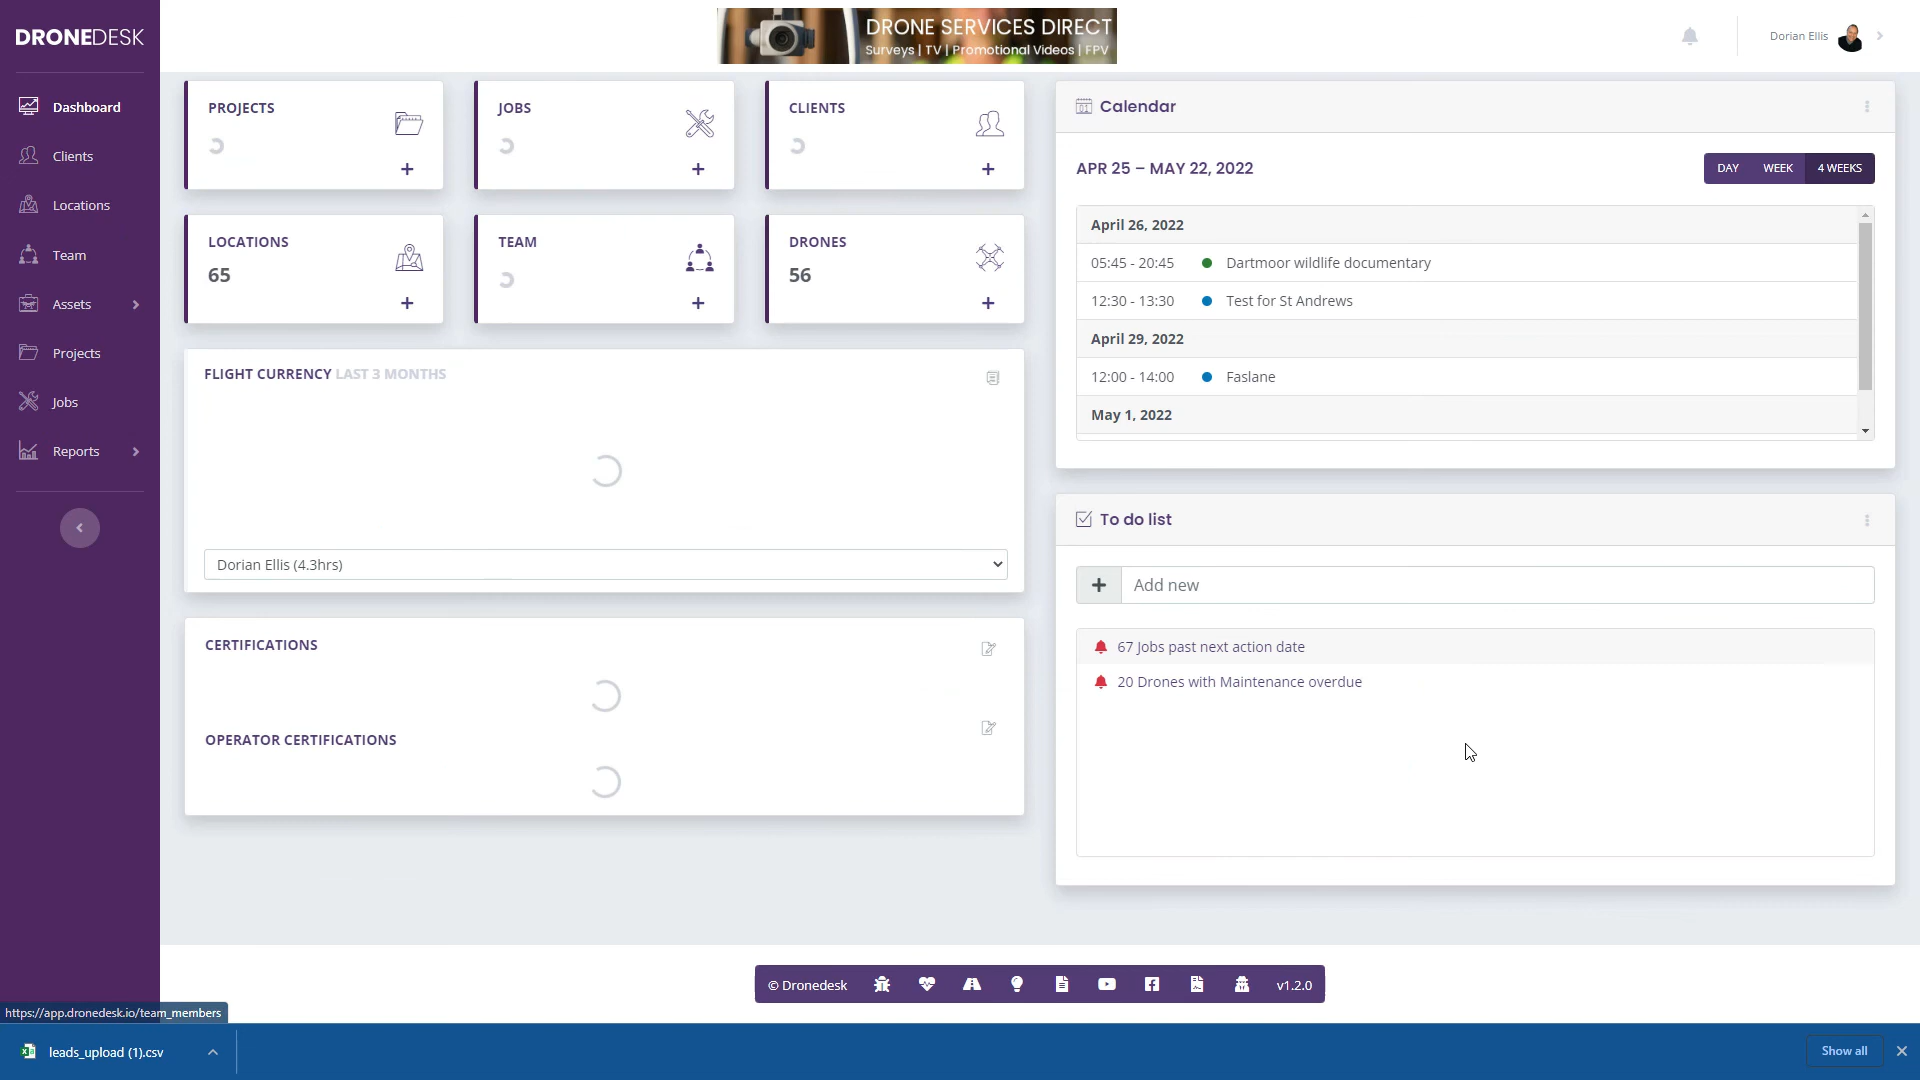 DRONEDESK
DRONE SERVICES DIRECT
Surveys | TV | Promotional Videos | FPV
Dorian Ellis
Dashboard
Clients
Locations
Team
Assets
Projects
Jobs
Reports
PROJECTS
JOBS
CLIENTS
LOCATIONS
65
TEAM
DRONES
56
FLIGHT CURRENCY LAST 3 MONTHS
Dorian Ellis (4.3hrs)
CERTIFICATIONS
OPERATOR CERTIFICATIONS
Calendar
APR 25 – MAY 22, 2022
DAY
WEEK
4 WEEKS
April 26, 2022
05:45 - 20:45 Dartmoor wildlife documentary
12:30 - 13:30 Test for St Andrews
April 29, 2022
12:00 - 14:00 Faslane
May 1, 2022
To do list
Add new
67 Jobs past next action date
20 Drones with Maintenance overdue
© Dronedesk
v1.2.0
https://app.dronedesk.io/team_members
leads_upload (1).csv
Show all